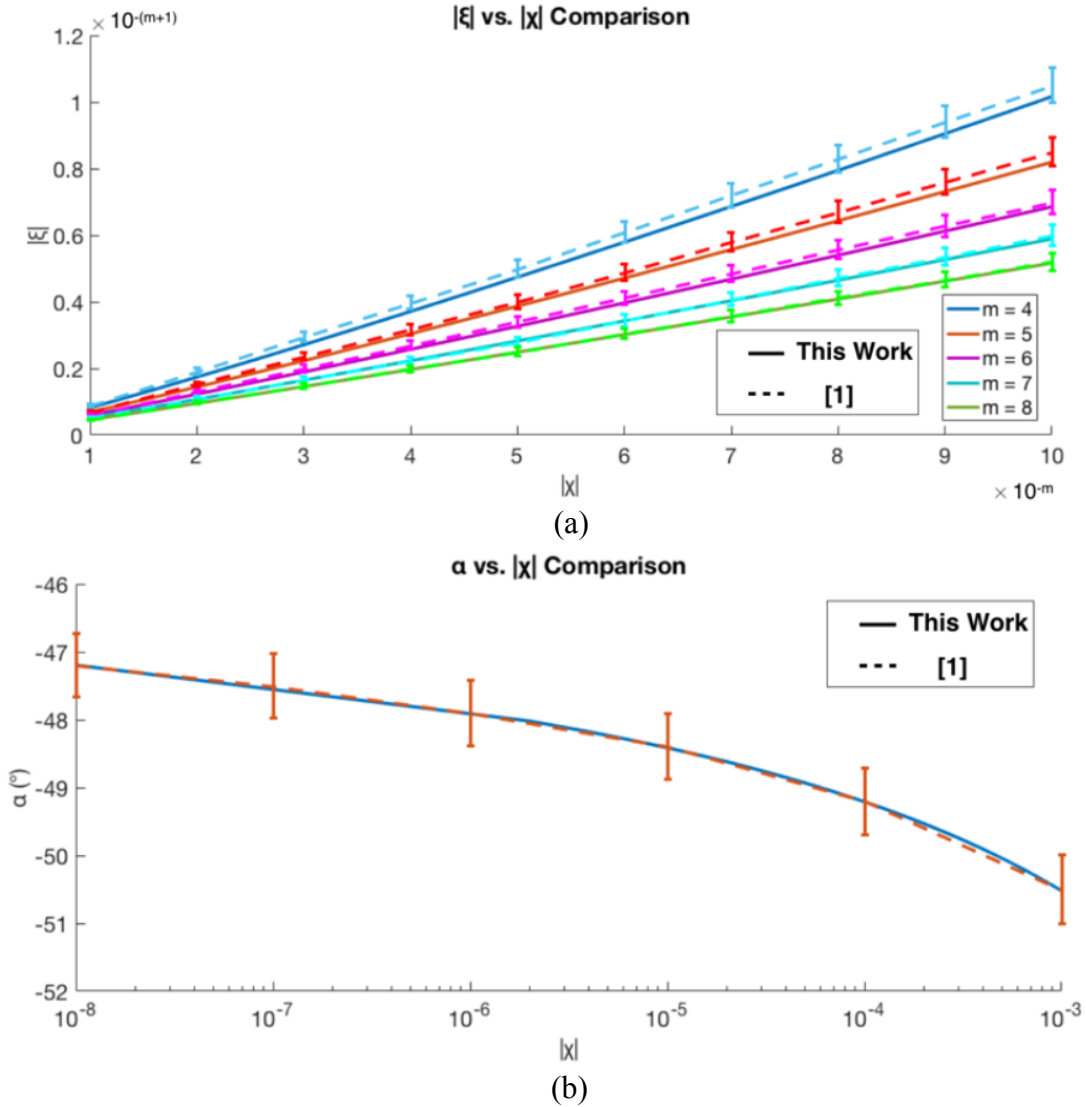 |ξ| vs. |χ| Comparison
× 10-(m+1)
1.2
1
0.8
0.6
0.4
0.2
0
|ξ|
1 2 3 4 5 6 7 8 9 10
|χ|
× 10-m
This Work
[1]
m = 4
m = 5
m = 6
m = 7
m = 8
(a)
α vs. |χ| Comparison
-46
-47
-48
-49
-50
-51
-52
α (°)
This Work
[1]
10-8 10-7 10-6 10-5 10-4 10-3
|χ|
(b)